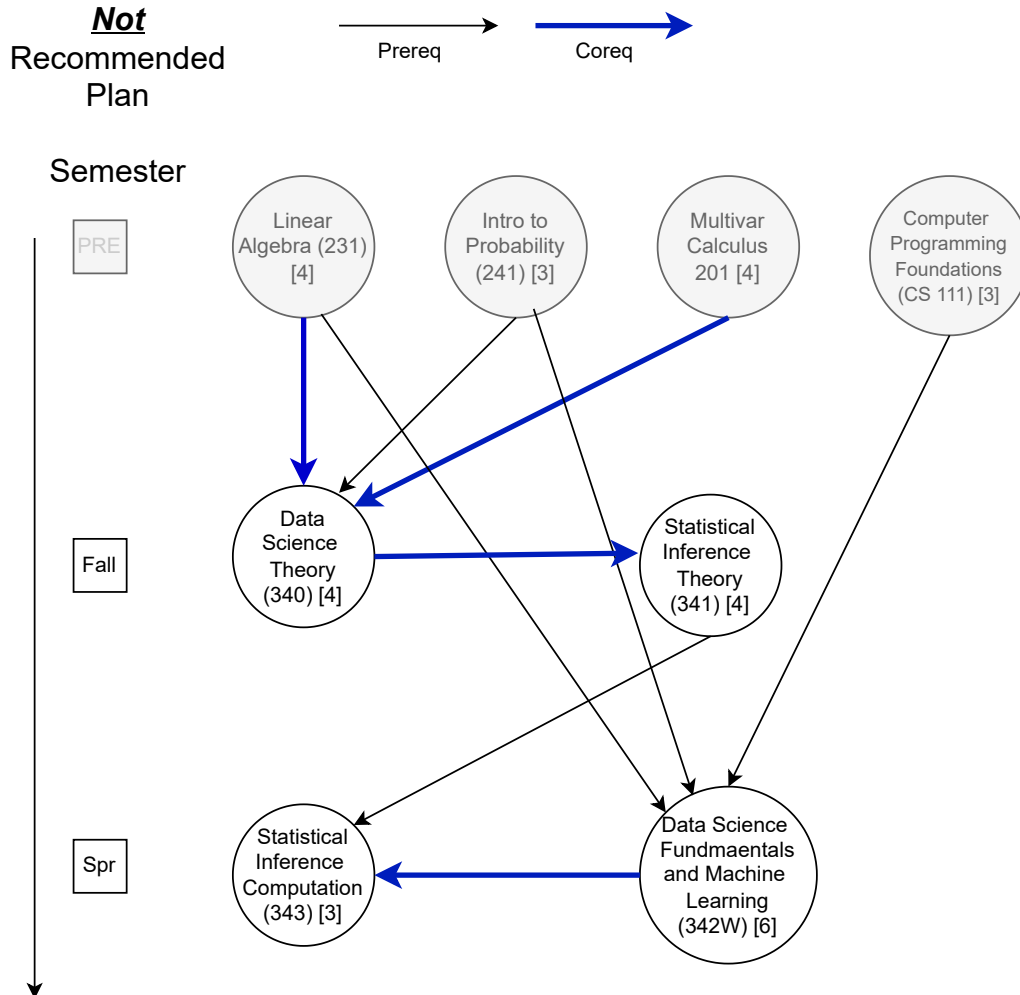 Not
Recommended
Plan
Prereq
Coreq
Semester
PRE
Linear
Algebra (231)
[4]
Intro to
Probability
(241) [3]
Multivar
Calculus
201 [4]
Computer
Programming
Foundations
(CS 111) [3]
Fall
Data
Science
Theory
(340) [4]
Statistical
Inference
Theory
(341) [4]
Spr
Statistical
Inference
Computation
(343) [3]
Data Science
Fundmaentals
and Machine
Learning
(342W) [6]